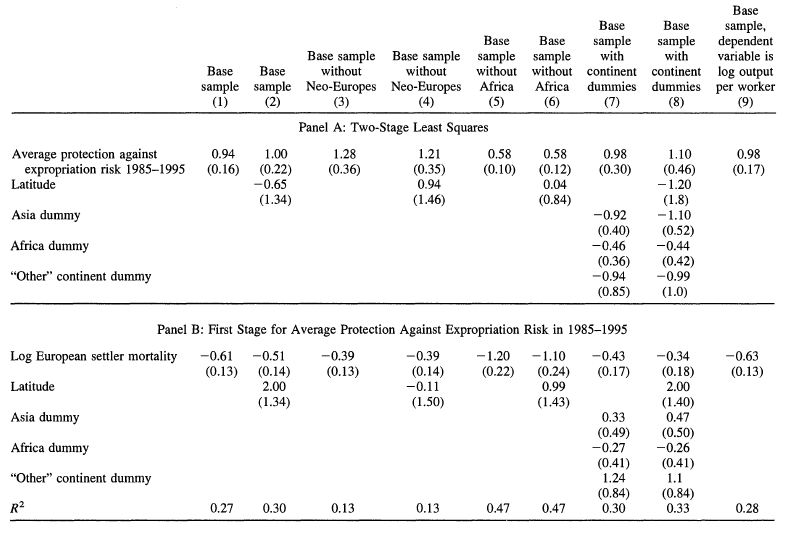 Base
Base Base sample,
Base Base sample sample dependent
Base sample Base sample sample sample with with variable is
Base Base without without without without continent continent log output
sample sample Neo-Europes Neo-Europes Africa Africa dummies dummies per worker
(1) (2) (3) (4) (5) (6) (7) (8) (9)
Panel A: Two-Stage Least Squares
Average protection against 0.94 1.00 1.28 1.21 0.58 0.58 0.98 1.10 0.98
expropriation risk 1985–1995 (0.16) (0.22) (0.36) (0.35) (0.10) (0.12) (0.30) (0.46) (0.17)
Latitude −0.65 0.94 0.04 −1.20
(1.34) (1.46) (0.84) (1.8)
Asia dummy −0.92 −1.10
(0.40) (0.52)
Africa dummy −0.46 −0.44
(0.36) (0.42)
“Other” continent dummy −0.94 −0.99
(0.85) (1.0)
Panel B: First Stage for Average Protection Against Expropriation Risk in 1985–1995
Log European settler mortality −0.61 −0.51 −0.39 −0.39 −1.20 −1.10 −0.43 −0.34 −0.63
(0.13) (0.14) (0.13) (0.14) (0.22) (0.24) (0.17) (0.18) (0.13)
Latitude 2.00 −0.11 0.99 2.00
(1.34) (1.50) (1.43) (1.40)
Asia dummy 0.33 0.47
(0.49) (0.50)
Africa dummy −0.27 −0.26
(0.41) (0.41)
“Other” continent dummy 1.24 1.1
(0.84) (0.84)
R² 0.27 0.30 0.13 0.13 0.47 0.47 0.30 0.33 0.28